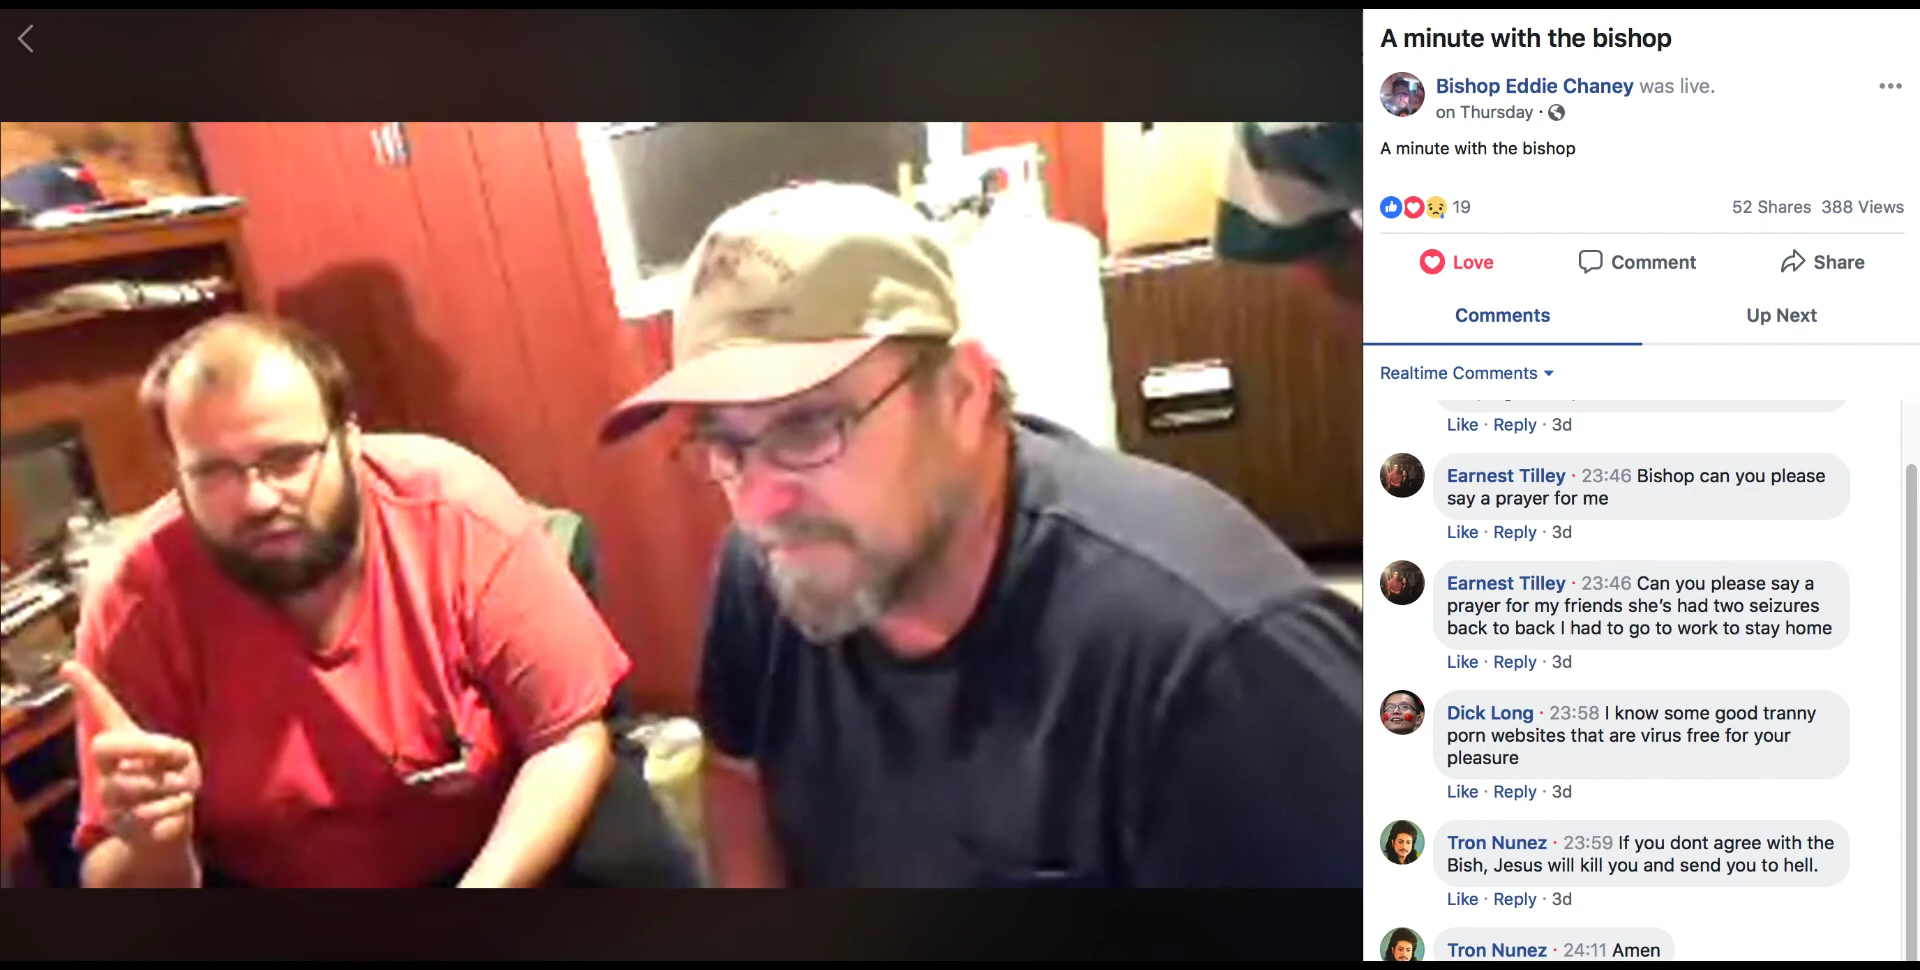 A minute with the bishop
Bishop Eddie Chaney was live.
on Thursday ·
A minute with the bishop
19
52 Shares 388 Views
Love
Comment
Share
Comments
Up Next
Realtime Comments
Like · Reply · 3d
Earnest Tilley · 23:46 Bishop can you please
say a prayer for me
Like · Reply · 3d
Earnest Tilley · 23:46 Can you please say a
prayer for my friends she's had two seizures
back to back I had to go to work to stay home
Like · Reply · 3d
Dick Long · 23:58 I know some good tranny
porn websites that are virus free for your
pleasure
Like · Reply · 3d
Tron Nunez · 23:59 If you dont agree with the
Bish, Jesus will kill you and send you to hell.
Like · Reply · 3d
Tron Nunez · 24:11 Amen